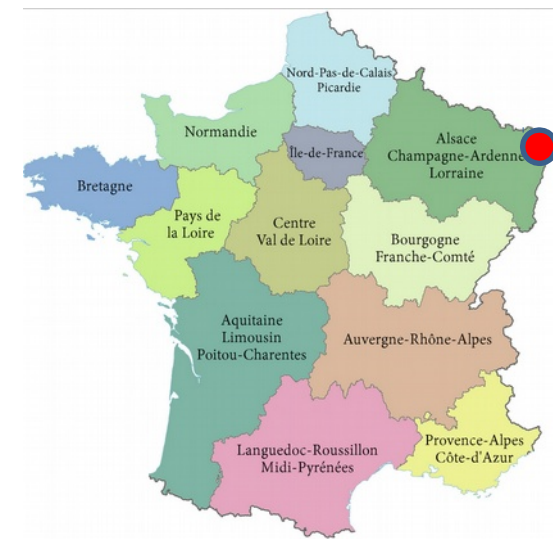 Nord-Pas-de-Calais
Picardie
Normandie
Île-de-France
Alsace
Champagne-Ardenne
Lorraine
Bretagne
Pays de
la Loire
Centre
Val de Loire
Bourgogne
Franche-Comté
Aquitaine
Limousin
Poitou-Charentes
Auvergne-Rhône-Alpes
Languedoc-Roussillon
Midi-Pyrénées
Provence-Alpes
Côte-d'Azur